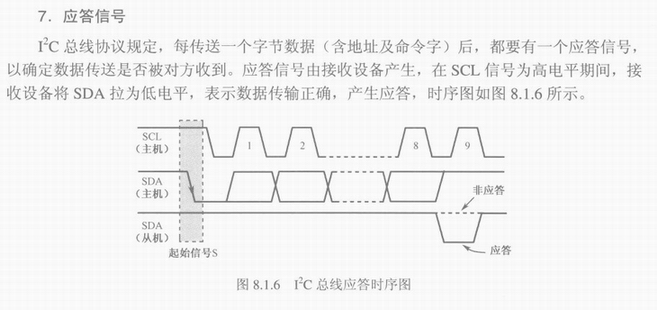 7．应答信号
I²C 总线协议规定，每传送一个字节数据（含地址及命令字）后，都要有一个应答信号，
以确定数据传送是否被对方收到。应答信号由接收设备产生，在 SCL 信号为高电平期间，接
收设备将 SDA 拉为低电平，表示数据传输正确，产生应答，时序图如图 8.1.6 所示。
SCL
（主机）
1 2 8 9
SDA
（主机）
非应答
SDA
（从机）
起始信号S
应答
图 8.1.6 I²C 总线应答时序图